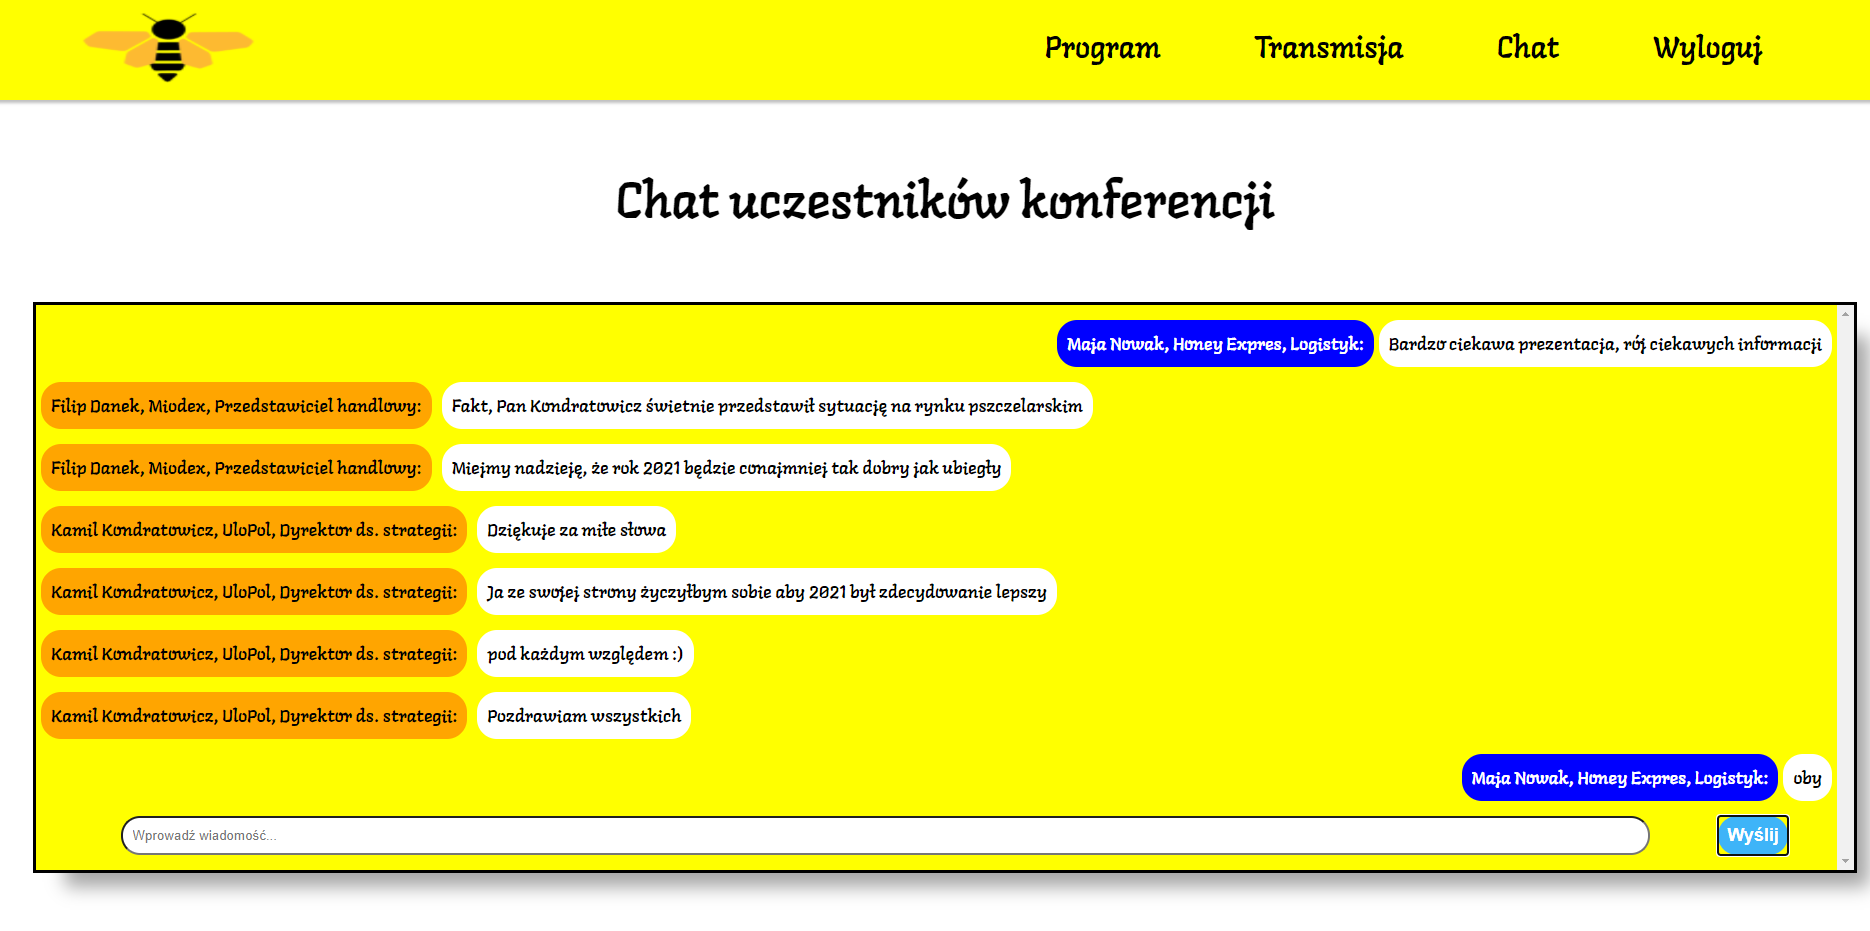 Program Transmisja Chat Wyloguj
Chat uczestników konferencji
Maja Nowak, Honey Expres, Logistyk: Bardzo ciekawa prezentacja, rój ciekawych informacji
Filip Danek, Miodex, Przedstawiciel handlowy: Fakt, Pan Kondratowicz świetnie przedstawił sytuację na rynku pszczelarskim
Filip Danek, Miodex, Przedstawiciel handlowy: Miejmy nadzieję, że rok 2021 będzie conajmniej tak dobry jak ubiegły
Kamil Kondratowicz, UloPol, Dyrektor ds. strategii: Dziękuje za miłe słowa
Kamil Kondratowicz, UloPol, Dyrektor ds. strategii: Ja ze swojej strony życzyłbym sobie aby 2021 był zdecydowanie lepszy
Kamil Kondratowicz, UloPol, Dyrektor ds. strategii: pod każdym względem :)
Kamil Kondratowicz, UloPol, Dyrektor ds. strategii: Pozdrawiam wszystkich
Maja Nowak, Honey Expres, Logistyk: oby
Wprowadź wiadomość... Wyślij